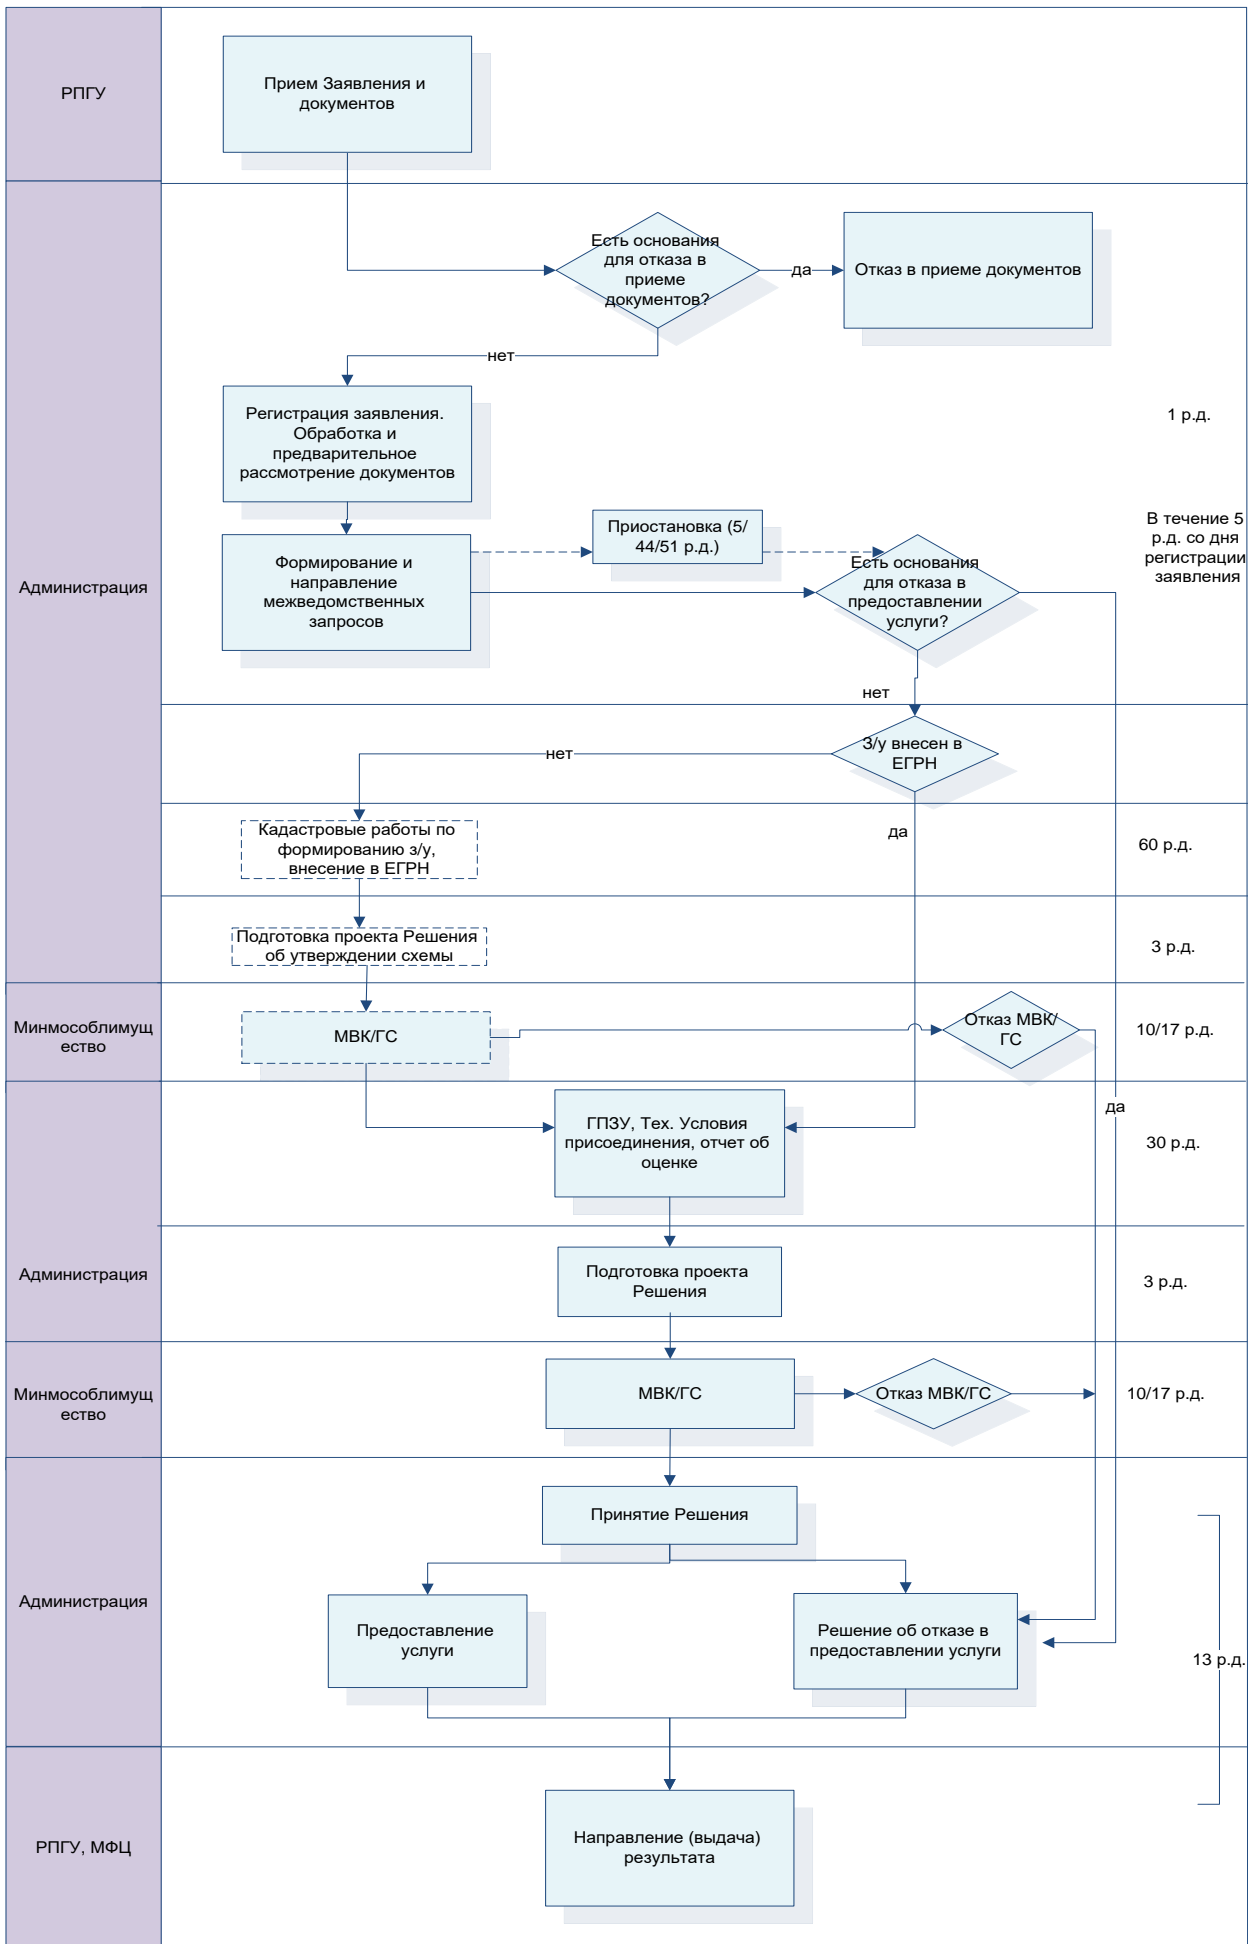 РПГУ
Прием Заявления и
документов
Есть основания
для отказа в
приеме
документов?
да
Отказ в приеме документов
нет
Администрация
Регистрация заявления.
Обработка и
предварительное
рассмотрение документов
1 р.д.
Формирование и
направление
межведомственных
запросов
Приостановка (5/
44/51 р.д.)
Есть основания
для отказа в
предоставлении
услуги?
В течение 5
р.д. со дня
регистрации
заявления
нет
З/у внесен в
ЕГРН
нет
да
Кадастровые работы по
формированию з/у,
внесение в ЕГРН
60 р.д.
Подготовка проекта Решения
об утверждении схемы
3 р.д.
Минмособлимущ
ество
МВК/ГС
Отказ МВК/
ГС
10/17 р.д.
да
ГПЗУ, Тех. Условия
присоединения, отчет об
оценке
30 р.д.
Администрация
Подготовка проекта
Решения
3 р.д.
Минмособлимущ
ество
МВК/ГС
Отказ МВК/ГС
10/17 р.д.
Администрация
Принятие Решения
Предоставление
услуги
Решение об отказе в
предоставлении услуги
13 р.д.
РПГУ, МФЦ
Направление (выдача)
результата